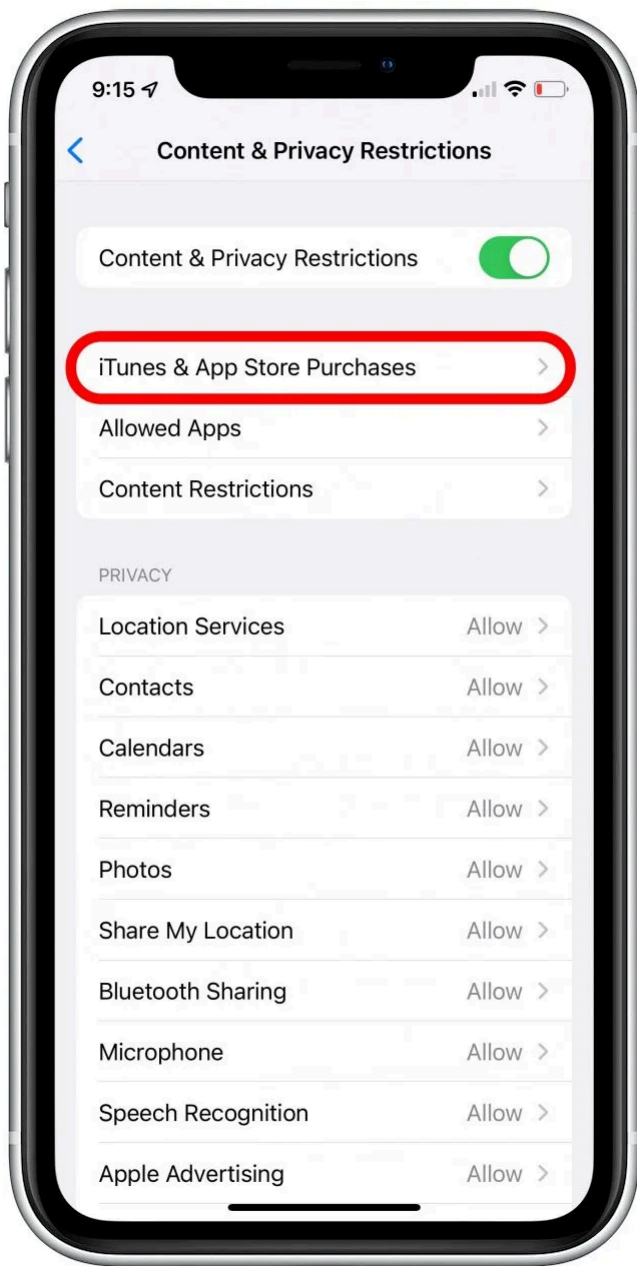 9:15
Content & Privacy Restrictions
Content & Privacy Restrictions
iTunes & App Store Purchases
Allowed Apps
Content Restrictions
PRIVACY
Location Services Allow
Contacts Allow
Calendars Allow
Reminders Allow
Photos Allow
Share My Location Allow
Bluetooth Sharing Allow
Microphone Allow
Speech Recognition Allow
Apple Advertising Allow